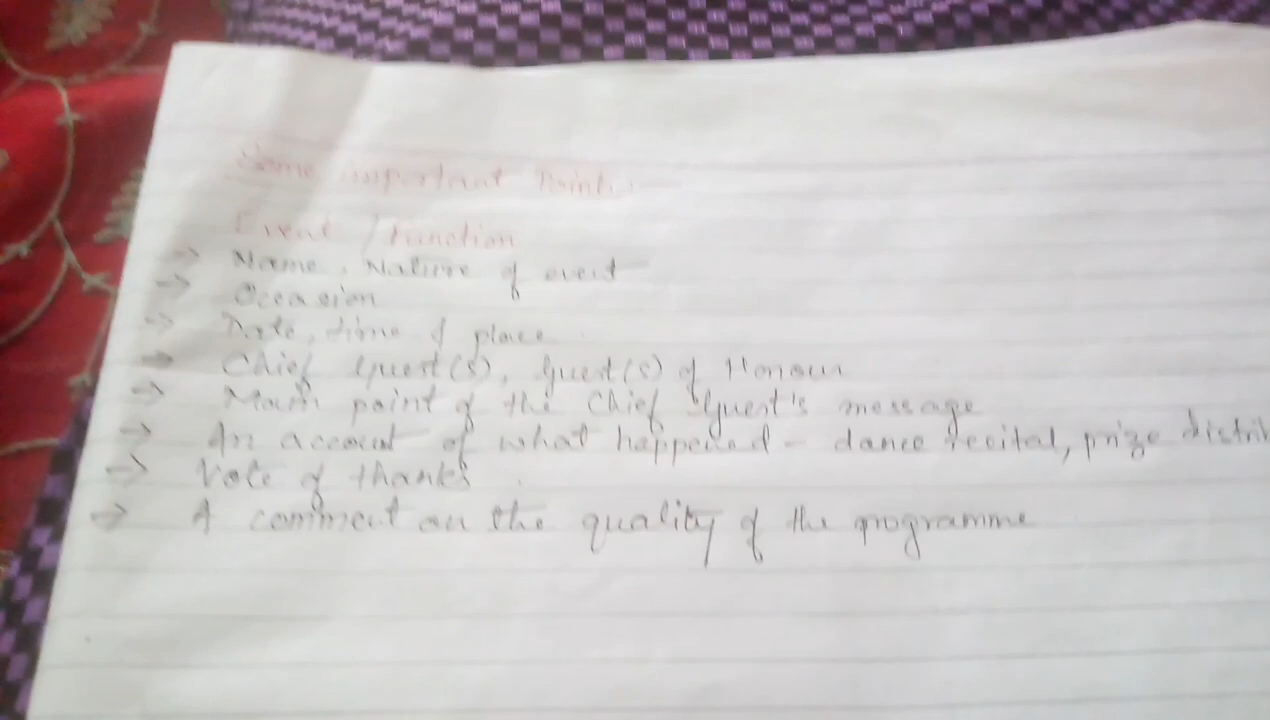 Some important Points:-
Event / Function
→ Name, Nature of event
→ Occasion
→ Date, time & place
→ Chief Guest(s), Guest(s) of Honour
→ Main point of the Chief Guest's message
→ An account of what happened - dance recital, prize distrib
→ Vote of thanks
→ A comment on the quality of the programme